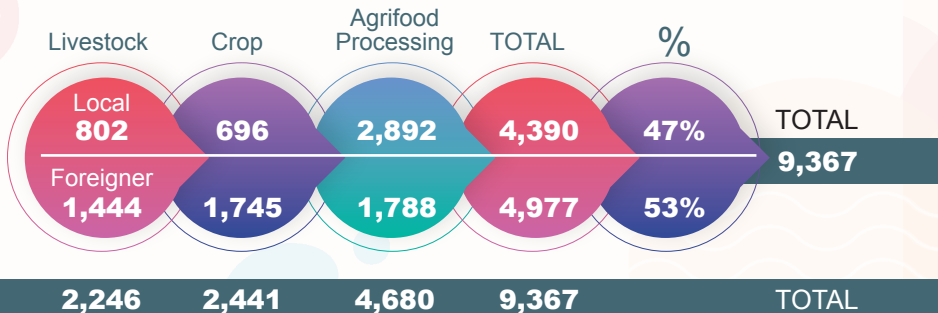 Livestock Crop Agrifood Processing TOTAL %
Local
802 696 2,892 4,390 47% TOTAL
9,367
Foreigner
1,444 1,745 1,788 4,977 53%
2,246 2,441 4,680 9,367 TOTAL